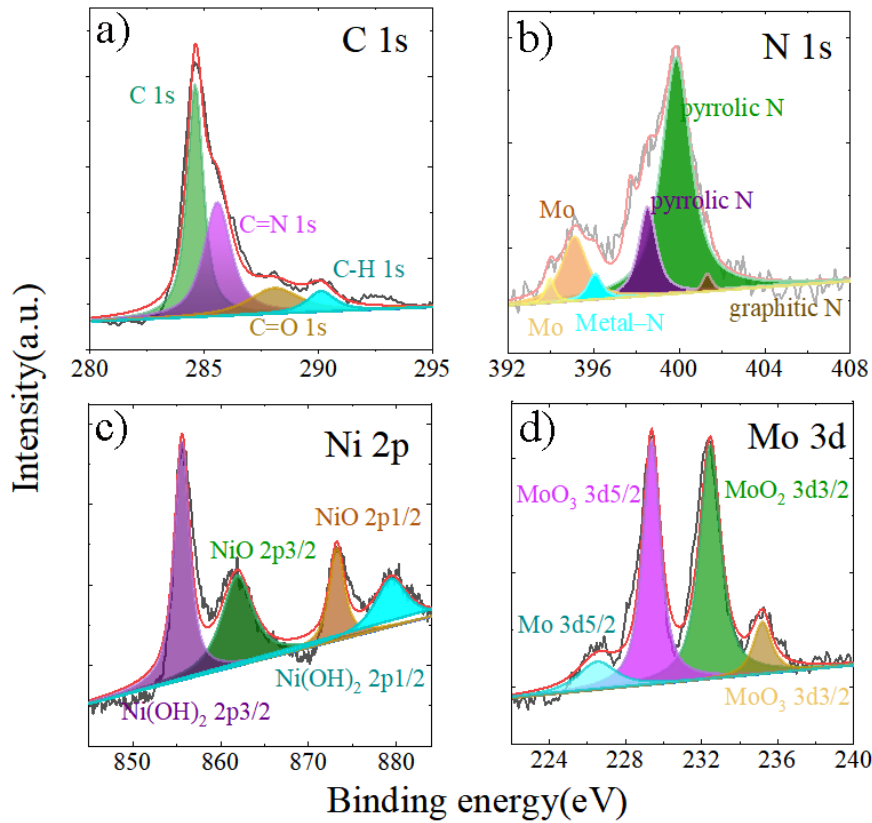 a)
C 1s
C 1s
C=N 1s
C-H 1s
C=O 1s
280 285 290 295
b)
N 1s
pyrrolic N
pyrrolic N
Mo
Mo
Metal–N
graphitic N
392 396 400 404 408
Intensity(a.u.)
c)
Ni 2p
NiO 2p3/2
NiO 2p1/2
Ni(OH)₂ 2p1/2
Ni(OH)₂ 2p3/2
850 860 870 880
d)
Mo 3d
MoO₃ 3d5/2
MoO₂ 3d3/2
Mo 3d5/2
MoO₃ 3d3/2
224 228 232 236 240
Binding energy(eV)